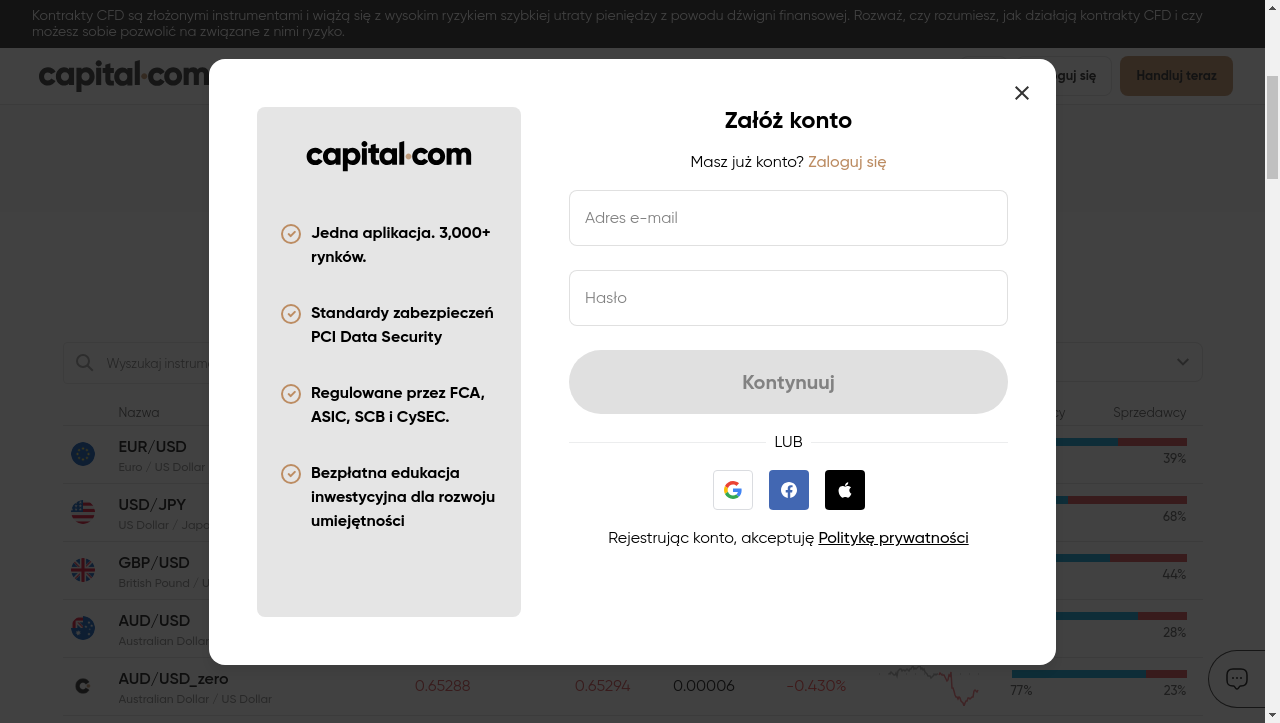 Kontrakty CFD są złożonymi instrumentami i wiążą się z wysokim ryzykiem szybkiej utraty pieniędzy z powodu dźwigni finansowej. Rozważ, czy rozumiesz, jak działają kontrakty CFD i czy
możesz sobie pozwolić na związane z nimi ryzyko.
capital.com
się
Handluj teraz
Załóż konto
Masz już konto? Zaloguj się
Adres e-mail
Hasło
Kontynuuj
LUB
Rejestrując konto, akceptuję Politykę prywatności
capital.com
Jedna aplikacja. 3,000+
rynków.
Standardy zabezpieczeń
PCI Data Security
Regulowane przez FCA,
ASIC, SCB i CySEC.
Bezpłatna edukacja
inwestycyjna dla rozwoju
umiejętności
Wyszukaj
Nazwa
Sprzedawcy
EUR/USD
Euro / US Dollar
39%
USD/JPY
US Dollar /
68%
GBP/USD
British Pound /
44%
AUD/USD
Australian Dollar
28%
AUD/USD_zero
Australian Dollar / US Dollar
0.65288
0.65294
0.00006
-0.430%
77%
23%